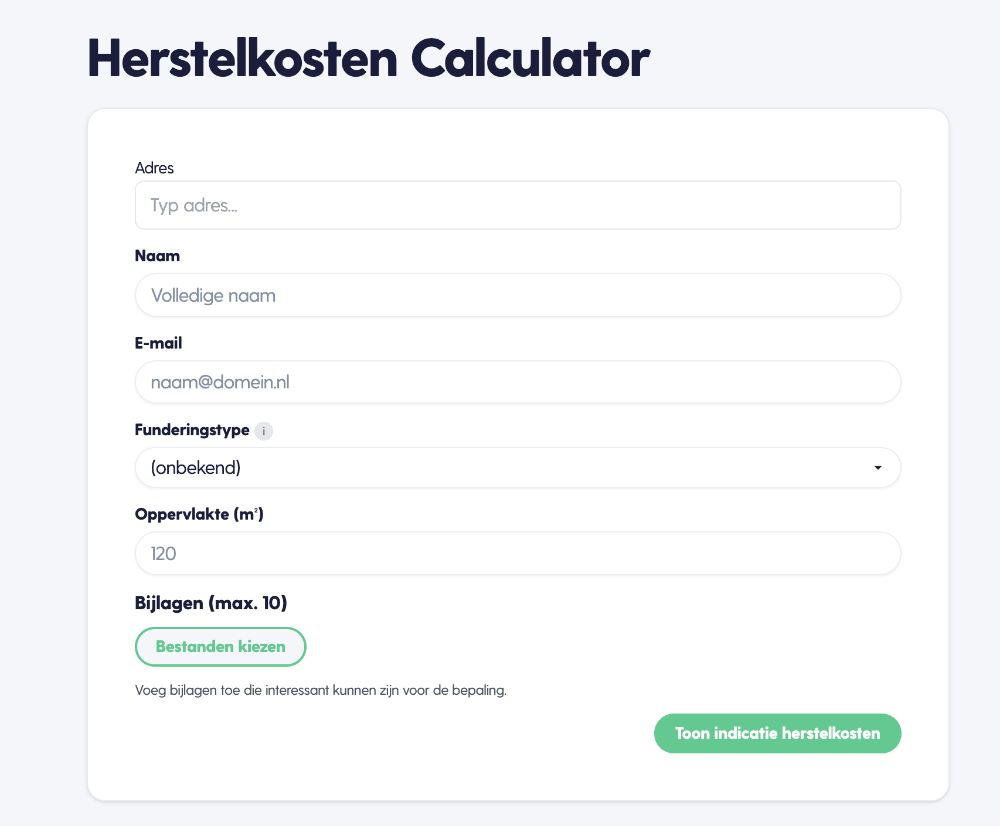 Herstelkosten Calculator
Adres
Typ adres...
Naam
Volledige naam
E-mail
naam@domein.nl
Funderingstype i
(onbekend)
Oppervlakte (m²)
120
Bijlagen (max. 10)
Bestanden kiezen
Voeg bijlagen toe die interessant kunnen zijn voor de bepaling.
Toon indicatie herstelkosten